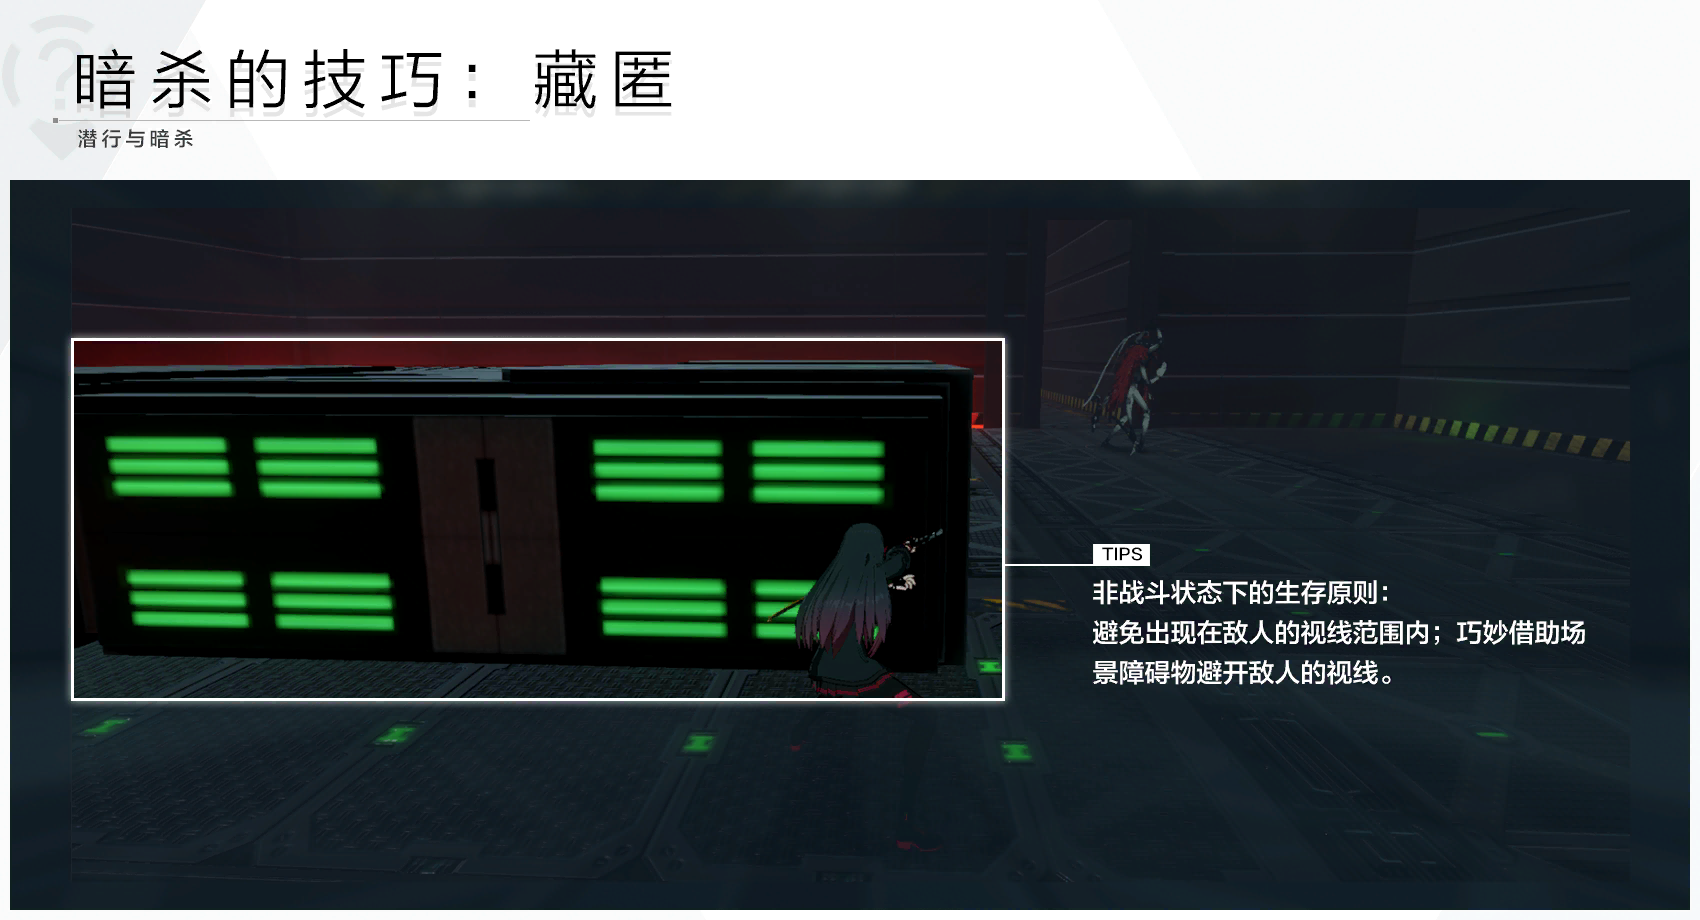 暗杀的技巧：藏匿
潜行与暗杀
TIPS
非战斗状态下的生存原则：
避免出现在敌人的视线范围内；巧妙借助场
景障碍物避开敌人的视线。